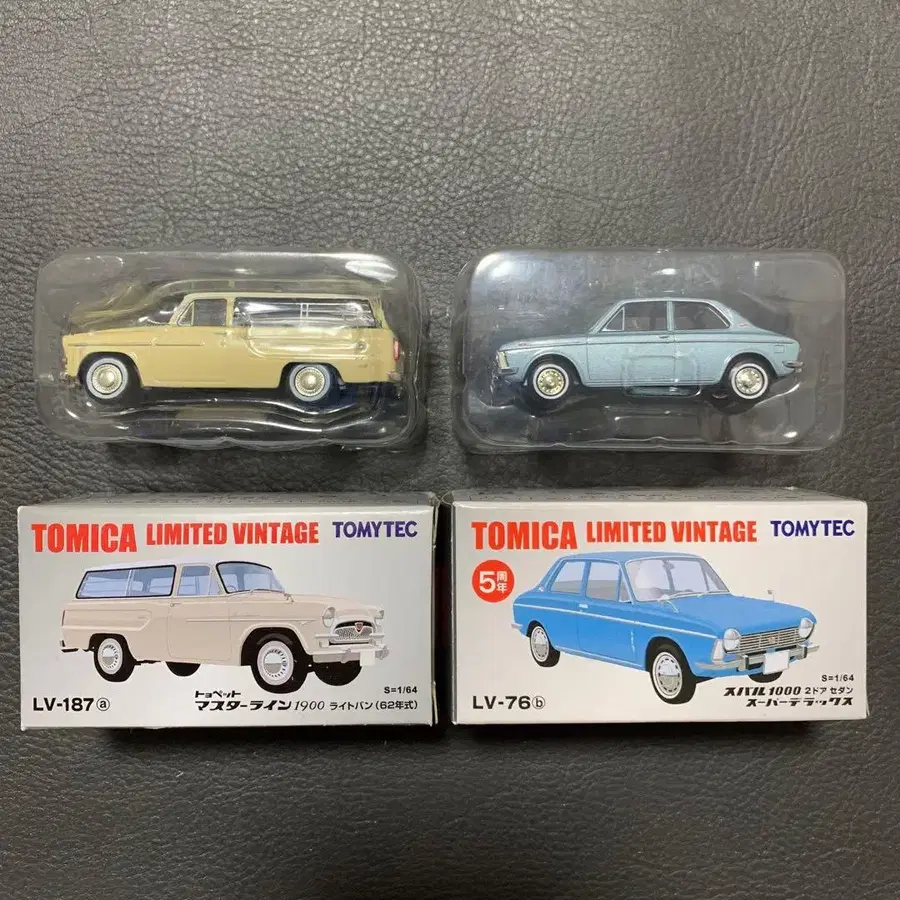 TOMICA LIMITED VINTAGE TOMYTEC
S=1/64
LV-187 ⓐ トヨペット
マスターライン1900 ライトバン(62年式)
TOMICA LIMITED VINTAGE TOMYTEC
5周年
S=1/64
LV-76 ⓑ スバル1000 2ドア セダン
スーパーデラックス